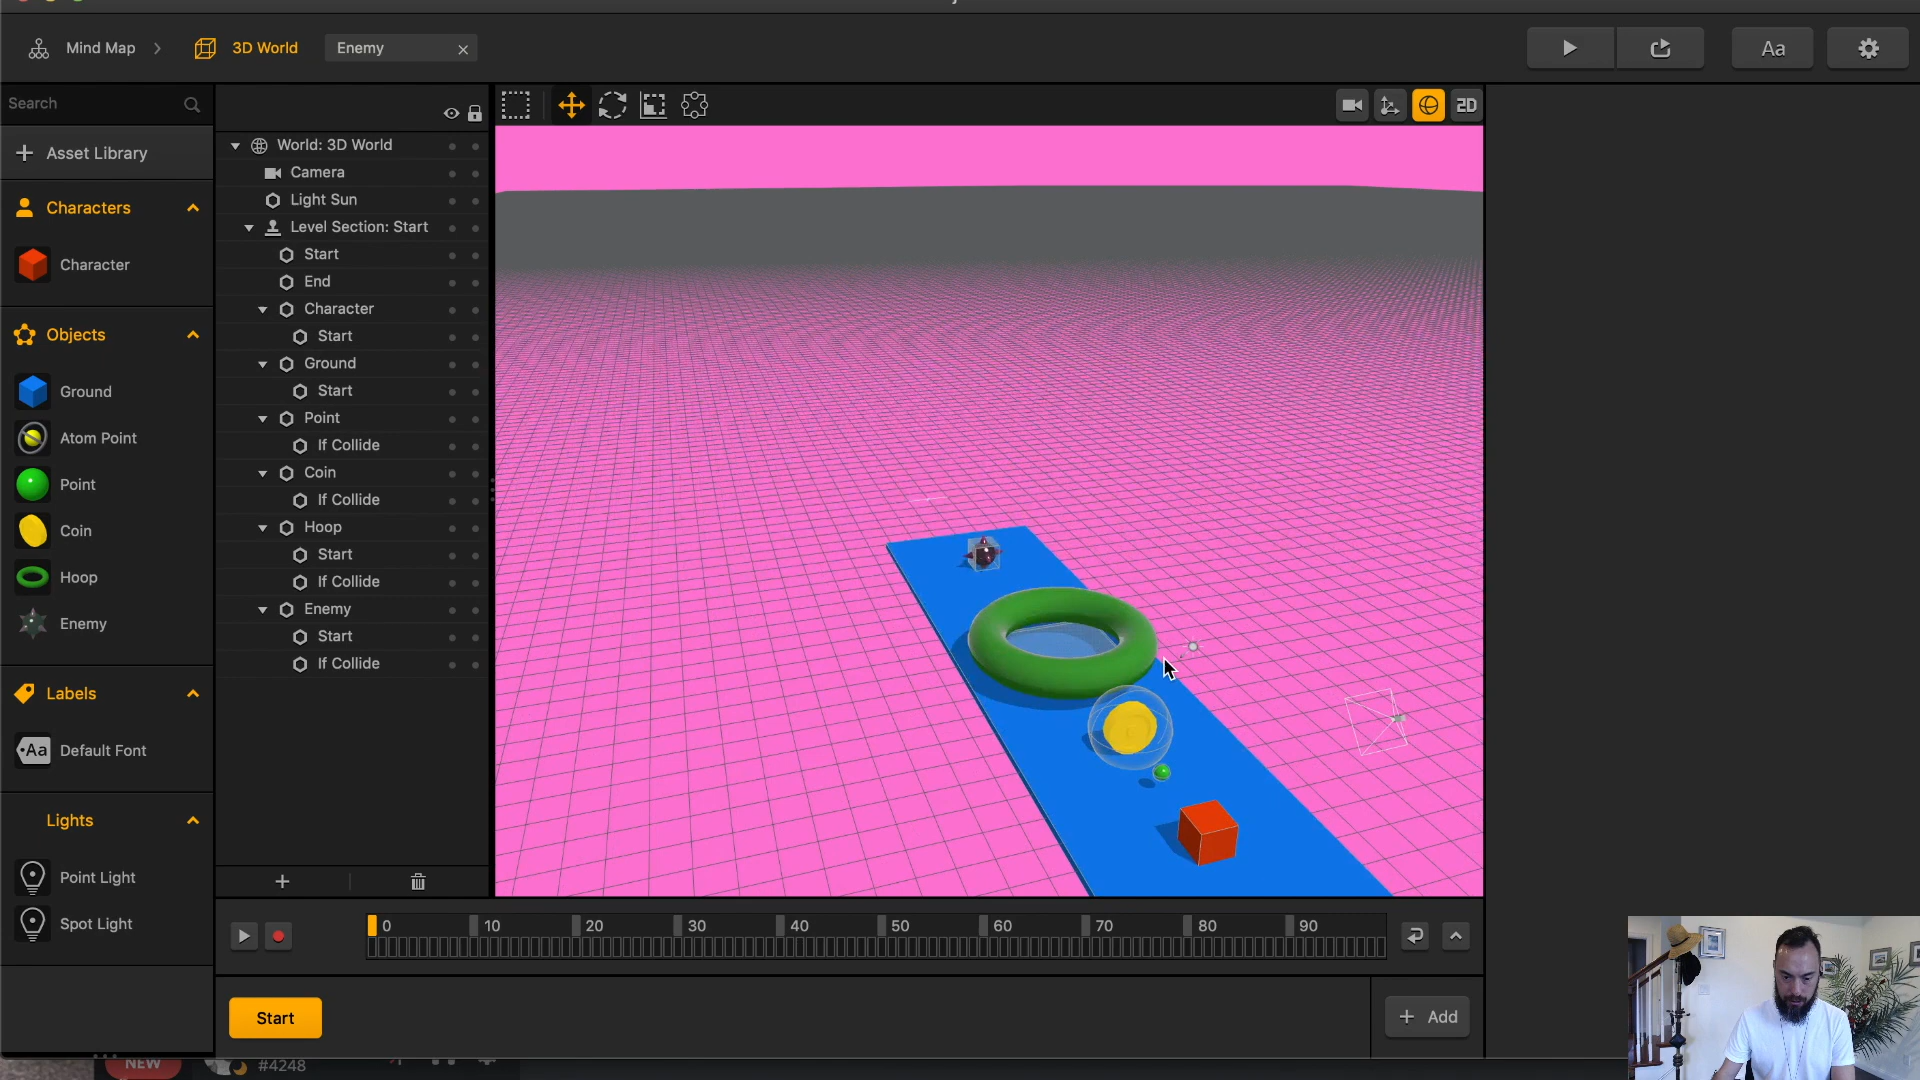 Mind Map
3D World
Enemy
Aa
Search
Asset Library
2D
World: 3D World
Camera
Characters
Light Sun
Level Section: Start
Start
Character
End
Character
Objects
Start
Ground
Ground
Start
Atom Point
Point
If Collide
Point
Coin
If Collide
Coin
Hoop
Start
Hoop
If Collide
Enemy
Enemy
Start
If Collide
Labels
Aa Default Font
Lights
Point Light
Spot Light
0 10 20 30 40 50 60 70 80 90
Start
Add
NEW
#4248